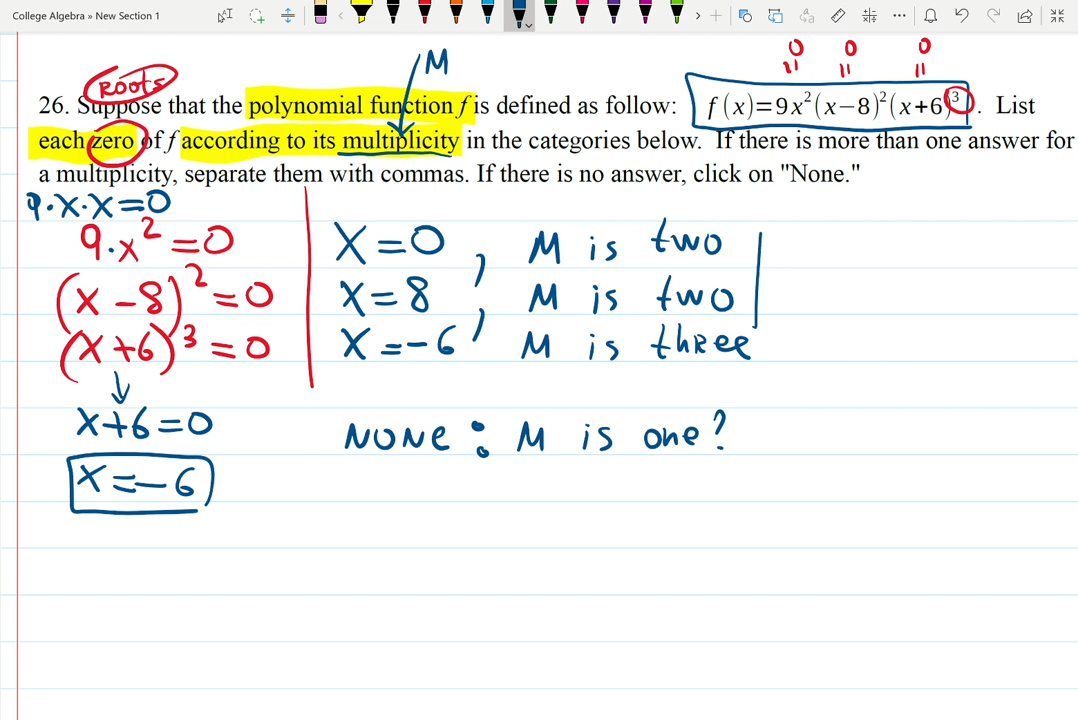 College Algebra » New Section 1
M
0 0 0
ROOTS
= = =
26. Suppose that the polynomial function f is defined as follow: f(x)=9x²(x−8)²(x+6)³. List
each zero of f according to its multiplicity in the categories below. If there is more than one answer for
a multiplicity, separate them with commas. If there is no answer, click on "None."
9·x·x=0
9·x²=0
x=0, M is two
(x−8)²=0
x=8, M is two
(x+6)³=0
x=−6, M is three
↓
x+6=0
NONE: M is one?
x=−6